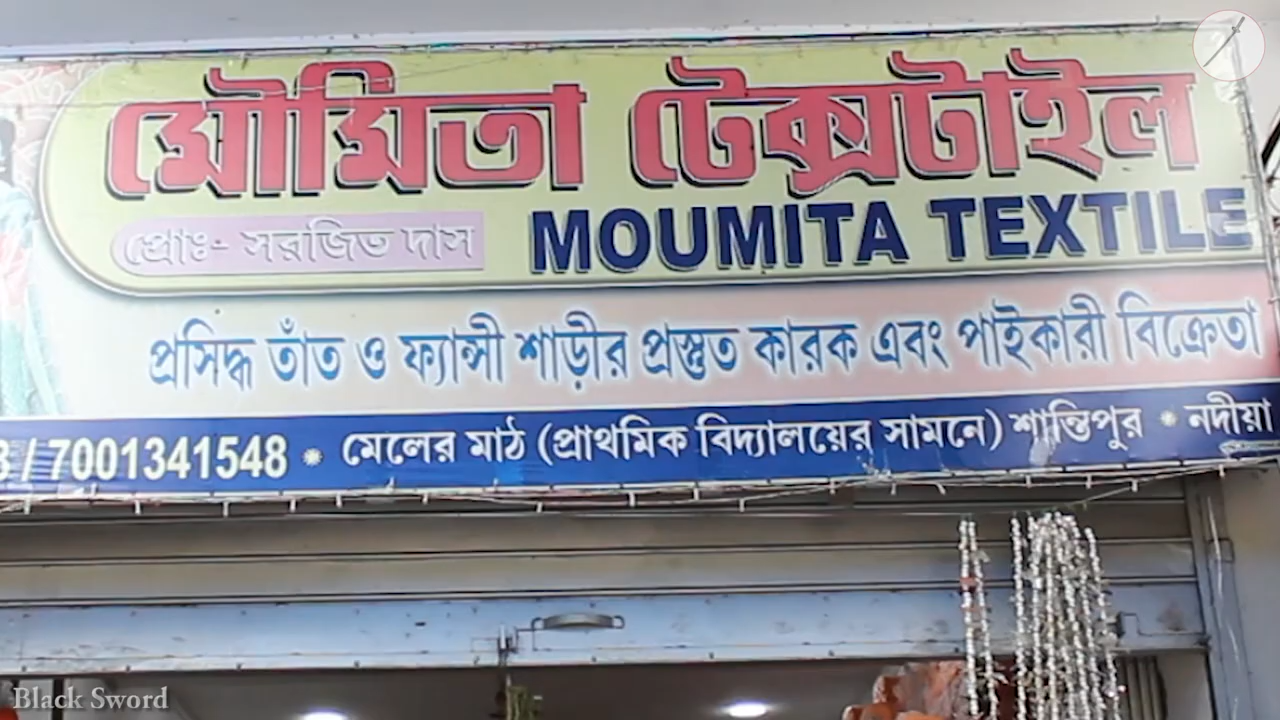 মৌমিতা টেক্সটাইল
প্রোঃ- সরজিত দাস
MOUMITA TEXTILE
প্রসিদ্ধ তাঁত ও ফ্যান্সী শাড়ীর প্রস্তুত কারক এবং পাইকারী বিক্রেতা
/ 7001341548 * মেলের মাঠ (প্রাথমিক বিদ্যালয়ের সামনে) শান্তিপুর * নদীয়া
Black Sword